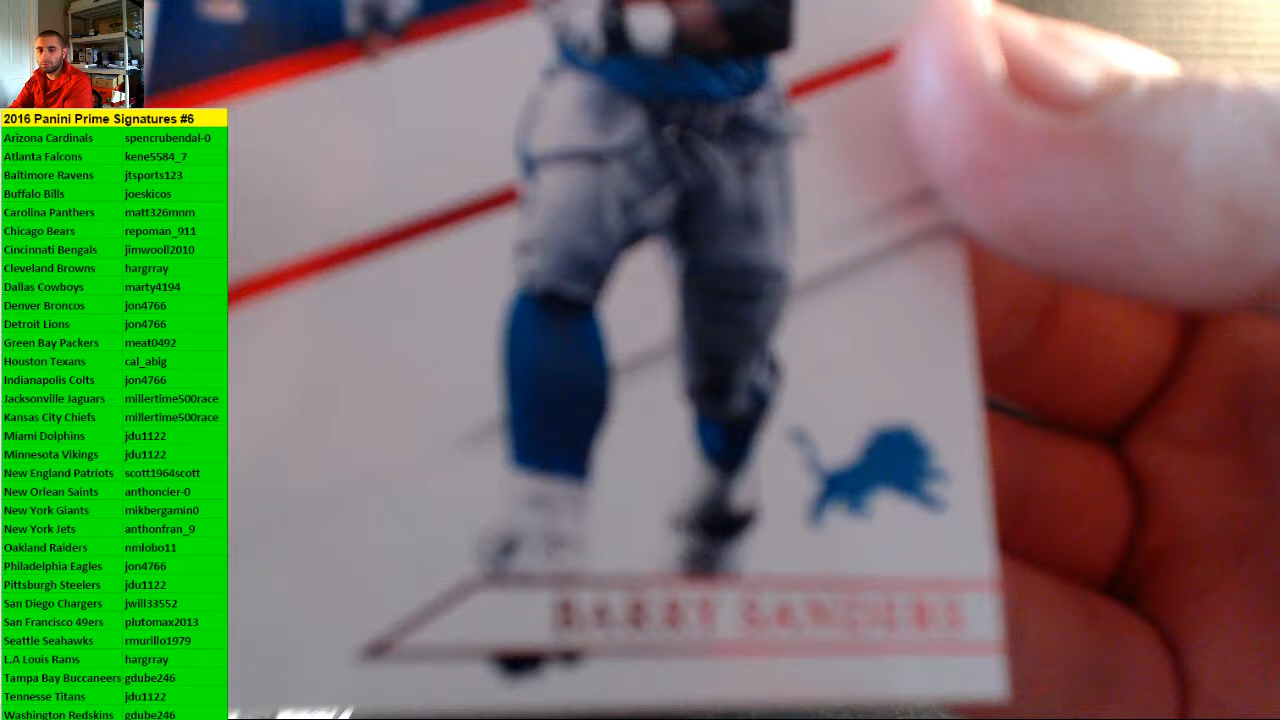 2016 Panini Prime Signatures #6
Arizona Cardinals spencrubendal-0
Atlanta Falcons kene5584_7
Baltimore Ravens jtsports123
Buffalo Bills joeskicos
Carolina Panthers matt326mnm
Chicago Bears repoman_911
Cincinnati Bengals jimwooll2010
Cleveland Browns hargrray
Dallas Cowboys marty4194
Denver Broncos jon4766
Detroit Lions jon4766
Green Bay Packers meat0492
Houston Texans cal_abig
Indianapolis Colts jon4766
Jacksonville Jaguars millertime500race
Kansas City Chiefs millertime500race
Miami Dolphins jdu1122
Minnesota Vikings jdu1122
New England Patriots scott1964scott
New Orlean Saints anthoncier-0
New York Giants mikbergamin0
New York Jets anthonfran_9
Oakland Raiders nmlobo11
Philadelphia Eagles jon4766
Pittsburgh Steelers jdu1122
San Diego Chargers jwill33552
San Francisco 49ers plutomax2013
Seattle Seahawks rmurillo1979
L.A Louis Rams hargrray
Tampa Bay Buccaneers gdube246
Tennesse Titans jdu1122
Washington Redskins gdube246
BARRY SANDERS